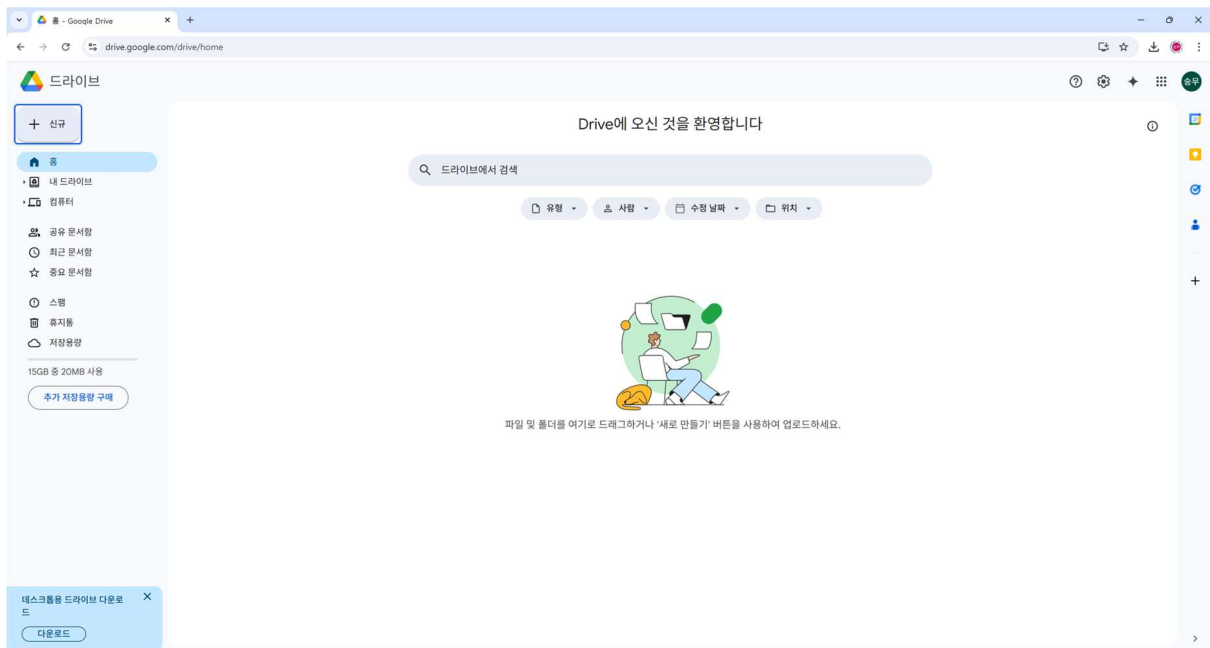 홈 - Google Drive
drive.google.com/drive/home
드라이브
숭무
신규
홈
내 드라이브
컴퓨터
공유 문서함
최근 문서함
중요 문서함
스팸
휴지통
저장용량
15GB 중 20MB 사용
추가 저장용량 구매
Drive에 오신 것을 환영합니다
드라이브에서 검색
유형
사람
수정 날짜
위치
파일 및 폴더를 여기로 드래그하거나 '새로 만들기' 버튼을 사용하여 업로드하세요.
데스크톱용 드라이브 다운로
드
다운로드